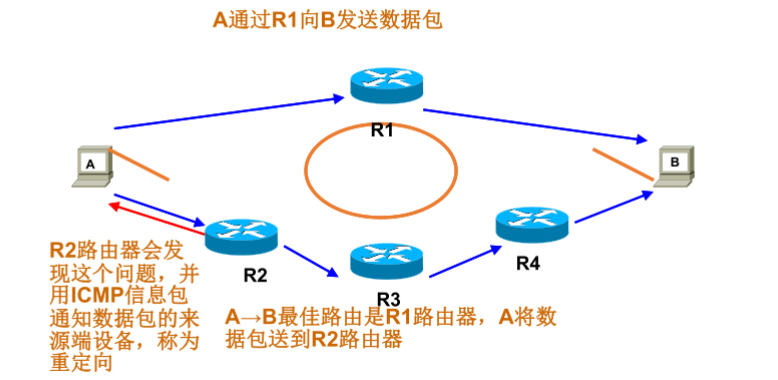 A通过R1向B发送数据包
R1
A
B
R2路由器会发
现这个问题，并
用ICMP信息包
通知数据包的来
源端设备，称为
重定向
R2
R3
R4
A→B最佳路由是R1路由器，A将数
据包送到R2路由器